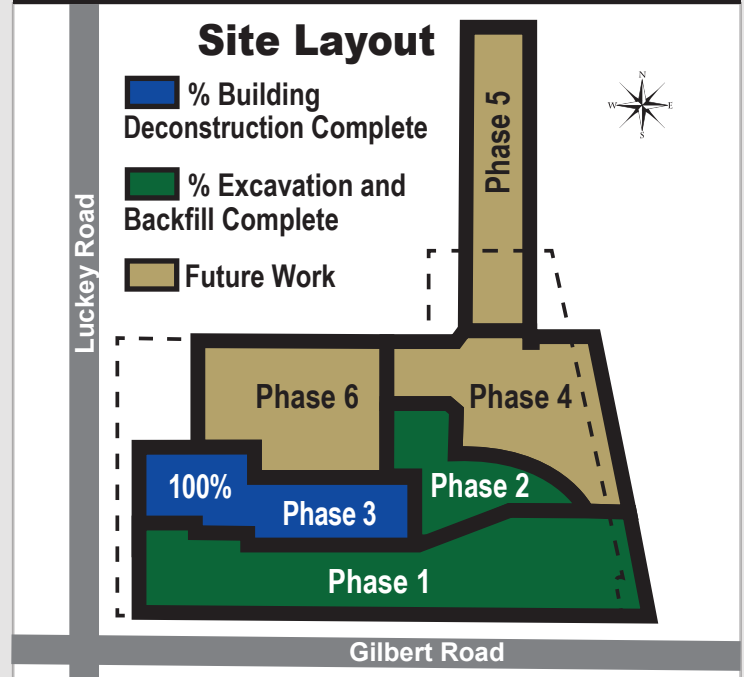 Site Layout
% Building
Deconstruction Complete
% Excavation and
Backfill Complete
Future Work
N
W E
S
Luckey Road
Phase 5
Phase 6
Phase 4
100%
Phase 3
Phase 2
Phase 1
Gilbert Road